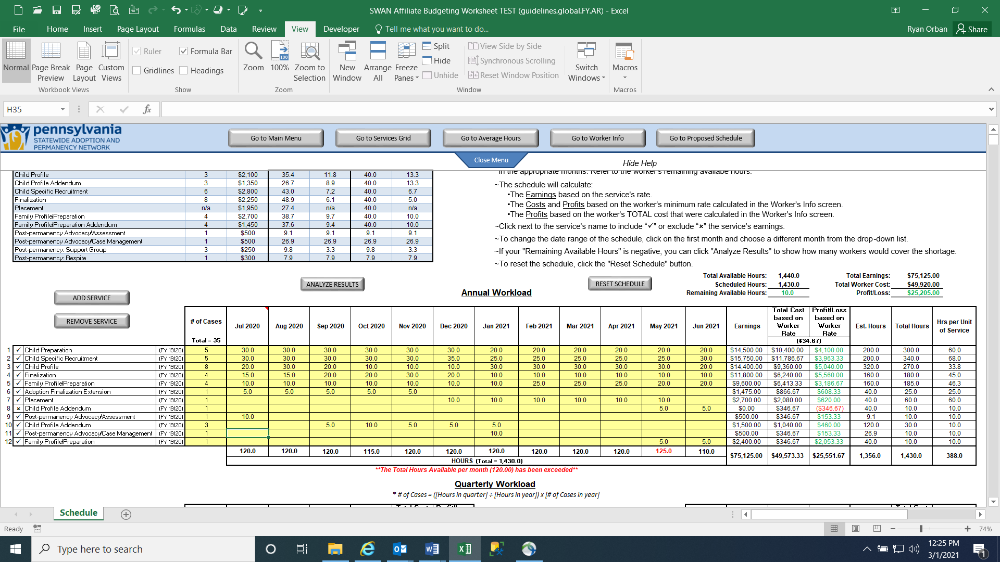 SWAN Affiliate Budgeting Worksheet TEST (guidelines.global.FY.AR) - Excel
File Home Insert Page Layout Formulas Data Review View Developer Tell me what you want to do... Ryan Orban Share
Normal Page Break Preview Page Layout Custom Views
Workbook Views
Ruler Formula Bar
Gridlines Headings
Show
Zoom 100% Zoom to Selection
100
Zoom
New Window Arrange All Freeze Panes
Split View Side by Side
Hide Synchronous Scrolling
Unhide Reset Window Position
Window
Switch Windows
Macros
Macros
H35 fx
pennsylvania
STATEWIDE ADOPTION AND
PERMANENCY NETWORK
Go to Main Menu Go to Services Grid Go to Average Hours Go to Worker Info Go to Proposed Schedule
Close Menu
Hide Help
Child Profile 3 $2,100 35.4 11.8 40.0 13.3
Child Profile Addendum 3 $1,350 26.7 8.9 40.0 13.3
Child Specific Recruitment 6 $2,800 43.0 7.2 40.0 6.7
Finalization 8 $2,250 48.9 6.1 40.0 5.0
Placement n/a $1,950 27.4 n/a 40.0 n/a
Family Profile/Preparation 4 $2,700 38.7 9.7 40.0 10.0
Family Profile/Preparation Addendum 4 $1,450 37.6 9.4 40.0 10.0
Post-permanency Advocacy/Assessment 1 $500 9.1 9.1 9.1 9.1
Post-permanency Advocacy/Case Management 1 $500 26.9 26.9 26.9 26.9
Post-permanency: Support Group 3 $250 9.8 3.3 9.8 3.3
Post-permanency: Respite 1 $300 7.9 7.9 7.9 7.9
in the appropriate months. Refer to the worker's remaining availabe hours.
~The schedule will calculate:
▪The Earnings based on the service's rate.
▪The Costs and Profits based on the worker's minimum rate calculated in the Worker's Info screen.
▪The Profits based on the worker's TOTAL cost that were calculated in the Worker's Info screen.
~Click next to the service's name to include “✓” or exclude “×” the service's earnings.
~To change the date range of the schedule, click on the first month and choose a different month from the drop-down list.
~If your "Remaining Available Hours" is negative, you can click "Analyze Results" to show how many workers would cover the shortage.
~To reset the schedule, click the "Reset Schedule" button.
ADD SERVICE
REMOVE SERVICE
ANALYZE RESULTS
Annual Workload
RESET SCHEDULE
Total Available Hours: 1,440.0 Total Earnings: $75,125.00
Scheduled Hours: 1,430.0 Total Worker Cost: $49,920.00
Remaining Available Hours: 10.0 Profit/Loss: $25,205.00
# of Cases Jul 2020 Aug 2020 Sep 2020 Oct 2020 Nov 2020 Dec 2020 Jan 2021 Feb 2021 Mar 2021 Apr 2021 May 2021 Jun 2021 Earnings Total Cost based on Worker Rate Profit/Loss based on Worker Rate Est. Hours Total Hours Hrs per Unit of Service
Total = 35 ($34.67)
1 ✓ Child Preparation (FY 19/20) 5 30.0 30.0 30.0 30.0 30.0 30.0 20.0 20.0 20.0 20.0 20.0 20.0 $14,500.00 $10,400.00 $4,100.00 200.0 300.0 60.0
2 ✓ Child Specific Recruitment (FY 19/20) 5 30.0 30.0 30.0 30.0 30.0 35.0 25.0 25.0 25.0 25.0 25.0 30.0 $15,750.00 $11,786.67 $3,963.33 200.0 340.0 68.0
3 ✓ Child Profile (FY 19/20) 8 20.0 30.0 20.0 10.0 10.0 10.0 30.0 30.0 30.0 30.0 30.0 20.0 $14,400.00 $9,360.00 $5,040.00 320.0 270.0 33.8
4 ✓ Finalization (FY 19/20) 4 15.0 15.0 20.0 20.0 30.0 20.0 10.0 10.0 10.0 10.0 10.0 10.0 $11,800.00 $6,240.00 $5,560.00 160.0 180.0 45.0
5 ✓ Family Profile/Preparation (FY 19/20) 4 10.0 10.0 10.0 10.0 10.0 10.0 10.0 25.0 25.0 25.0 20.0 20.0 $9,600.00 $6,413.33 $3,186.67 160.0 185.0 46.3
6 ✓ Adoption Finalization Extension (FY 19/20) 1 5.0 5.0 5.0 5.0 5.0 $1,475.00 $866.67 $608.33 40.0 25.0 25.0
7 ✓ Placement (FY 19/20) 1 10.0 10.0 10.0 10.0 10.0 10.0 $2,700.00 $2,080.00 $620.00 40.0 60.0 60.0
8 × Child Profile Addendum (FY 19/20) 1 5.0 5.0 $0.00 $346.67 ($346.67) 40.0 10.0 10.0
9 ✓ Post-permanency Advocacy/Assessment (FY 19/20) 1 10.0 $500.00 $346.67 $153.33 9.1 10.0 10.0
10 ✓ Child Profile Addendum (FY 19/20) 3 5.0 10.0 5.0 5.0 5.0 $1,500.00 $1,040.00 $460.00 120.0 30.0 10.0
11 ✓ Post-permanency Advocacy/Case Management (FY 19/20) 1 10.0 $500.00 $346.67 $153.33 26.9 10.0 10.0
12 ✓ Family Profile/Preparation (FY 19/20) 1 5.0 5.0 $2,400.00 $346.67 $2,053.33 40.0 10.0 10.0
120.0 120.0 120.0 115.0 120.0 120.0 120.0 120.0 120.0 120.0 125.0 110.0 $75,125.00 $49,573.33 $25,551.67 1,356.0 1,430.0 388.0
HOURS (Total = 1,430.0)
**The Total Hours Available per month (120.00) has been exceeded**
Quarterly Workload
* # of Cases = ([Hours in quarter] ÷ [Hours in year]) x [# of Cases in year]
Schedule
Ready 74%
Type here to search
12:25 PM
3/1/2021
1